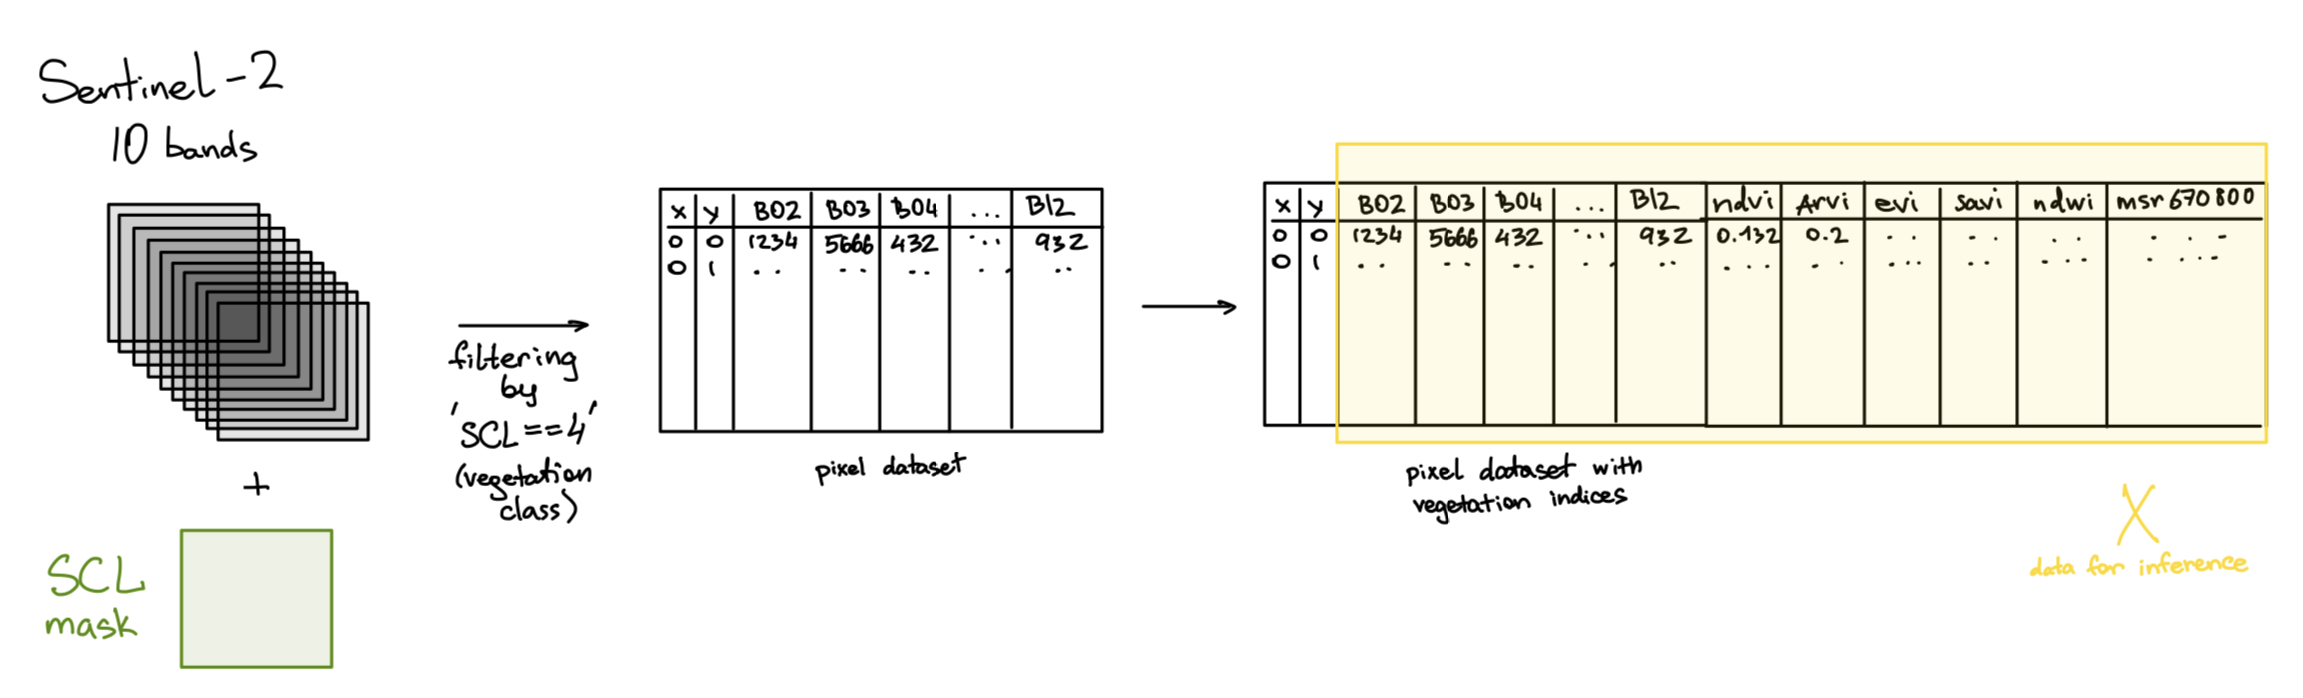 Sentinel-2
10 bands
+
SCL
mask
filtering
by
'SCL==4'
(vegetation
class)
x y B02 B03 B04 ... B12
0 0 1234 5666 432 ... 932
0 1 .. .. .. .. ..
pixel dataset
x y B02 B03 B04 ... B12 ndvi Arvi evi savi ndwi msr670800
0 0 1234 5666 432 ... 932 0.132 0.2 .. .. .. ...
0 1 .. .. .. .. .. ... .. ... .. ... ...
pixel dataset with
vegetation indices
X
data for inference